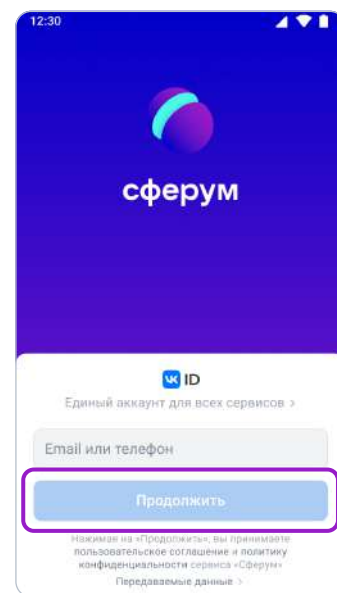 12:30
сферум
VK ID
Единый аккаунт для всех сервисов >
Email или телефон
Продолжить
Нажимая на «Продолжить», вы принимаете
пользовательское соглашение и политику
конфиденциальности сервиса «Сферум»
Передаваемые данные >